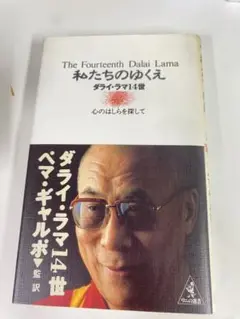 The Fourteenth Dalai Lama
私たちのゆくえ
ダライ・ラマ14世
心のはしらを探して
ダライ・ラマ14世
ペマ・ギャルポ 監訳